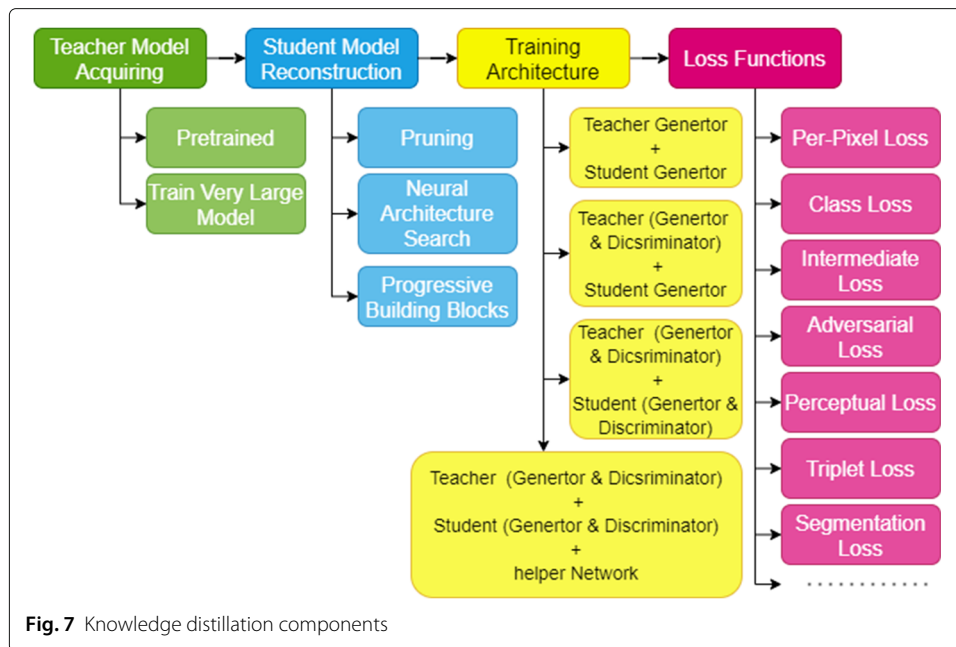 Teacher Model
Acquiring
Student Model
Reconstruction
Training
Architecture
Loss Functions
Pretrained
Train Very Large
Model
Pruning
Neural
Architecture
Search
Progressive
Building Blocks
Teacher Genertor
+
Student Genertor
Teacher (Genertor
& Dicsriminator)
+
Student Genertor
Teacher (Genertor
& Dicsriminator)
+
Student (Genertor &
Discriminator)
Teacher (Genertor & Dicsriminator)
+
Student (Genertor & Discriminator)
+
helper Network
Per-Pixel Loss
Class Loss
Intermediate
Loss
Adversarial
Loss
Perceptual Loss
Triplet Loss
Segmentation
Loss
............
Fig. 7 Knowledge distillation components